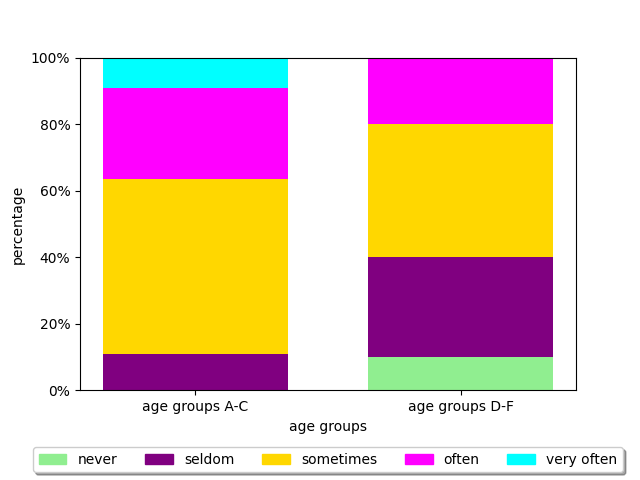 100%
80%
60%
40%
20%
0%
percentage
age groups A-C age groups D-F
age groups
never seldom sometimes often very often